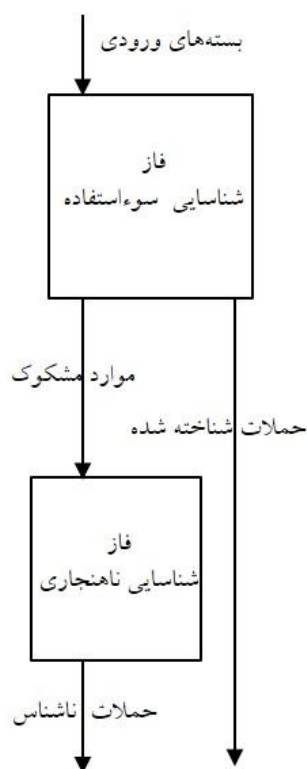 بسته‌های ورودی
فاز
شناسایی سوءاستفاده
موارد مشکوک
حملات شناخته شده
فاز
شناسایی ناهنجاری
حملات ناشناس